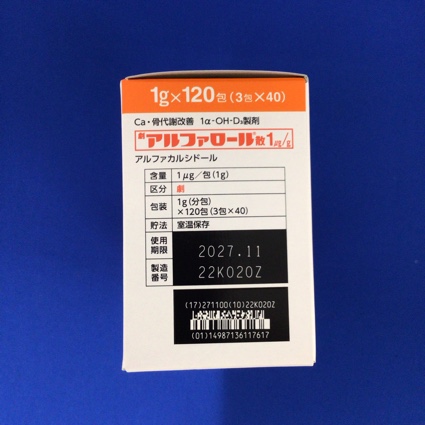 1g×120包(3包×40)
Ca・骨代謝改善 1α-OH-D₃製剤
劇 アルファロール®散1μg/g
アルファカルシドール
含量 1μg/包(1g)
区分 劇
包装 1g(分包)
×120包(3包×40)
貯法 室温保存
使用期限 2027.11
製造番号 22K020Z
(17)271100(10)22K020Z
(01)14987136117617